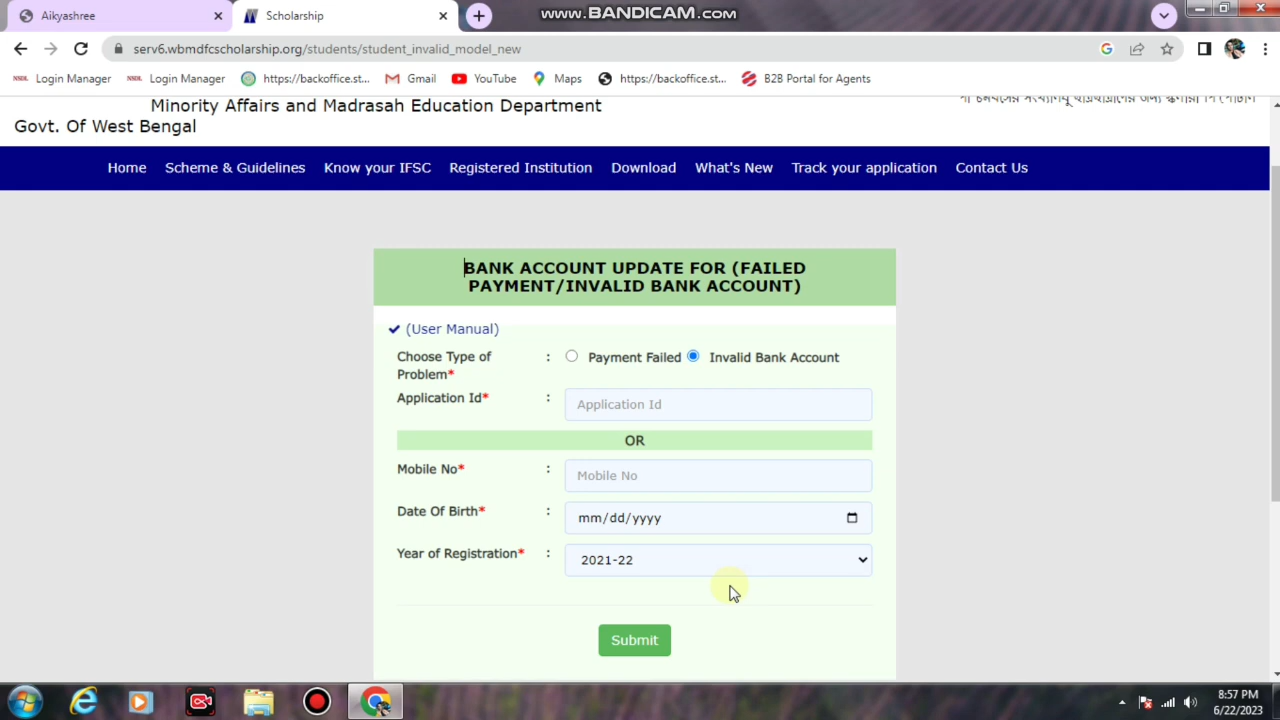 Aikyashree
Scholarship
www.BANDICAM.com
serv6.wbmdfcscholarship.org/students/student_invalid_model_new
NSDL Login Manager
NSDL Login Manager
https://backoffice.st...
Gmail
YouTube
Maps
https://backoffice.st...
B2B Portal for Agents
Minority Affairs and Madrasah Education Department
Govt. Of West Bengal
Home
Scheme & Guidelines
Know your IFSC
Registered Institution
Download
What's New
Track your application
Contact Us
BANK ACCOUNT UPDATE FOR (FAILED
PAYMENT/INVALID BANK ACCOUNT)
(User Manual)
Choose Type of
Problem*
:
Payment Failed
Invalid Bank Account
Application Id*
:
Application Id
OR
Mobile No*
:
Mobile No
Date Of Birth*
:
mm/dd/yyyy
Year of Registration*
:
2021-22
Submit
8:57 PM
6/22/2023